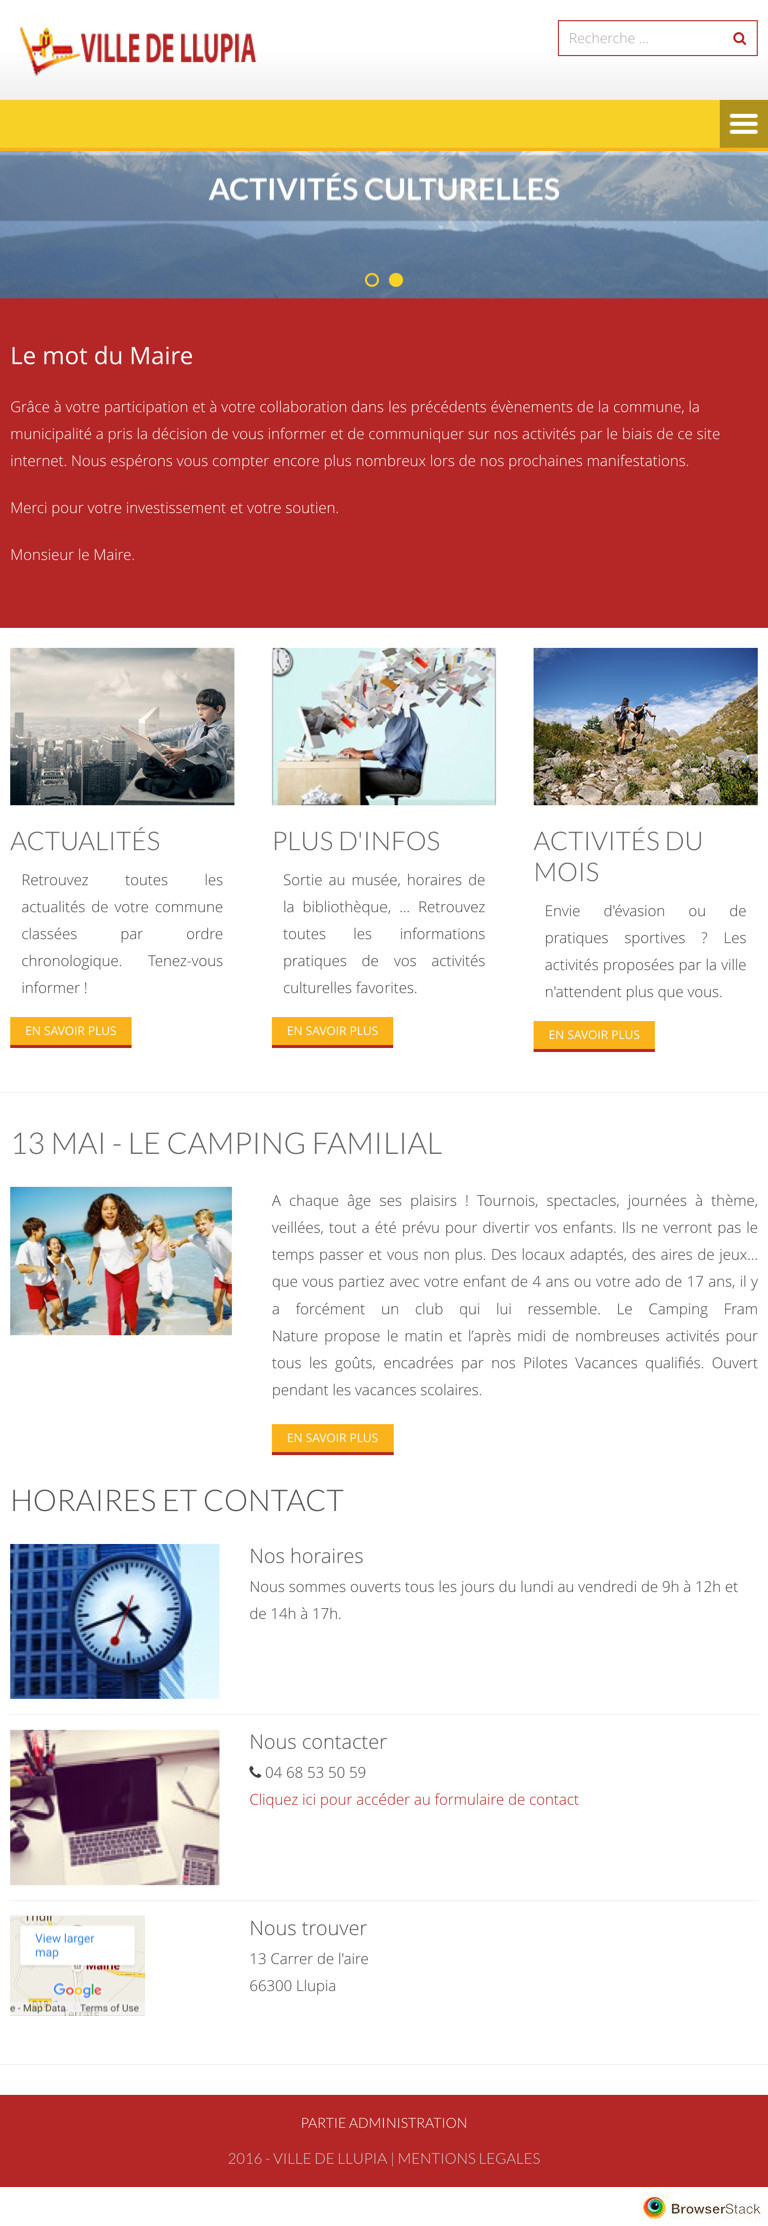 VILLE DE LLUPIA
Recherche ...
ACTIVITÉS CULTURELLES
Le mot du Maire
Grâce à votre participation et à votre collaboration dans les précédents évènements de la commune, la
municipalité a pris la décision de vous informer et de communiquer sur nos activités par le biais de ce site
internet. Nous espérons vous compter encore plus nombreux lors de nos prochaines manifestations.
Merci pour votre investissement et votre soutien.
Monsieur le Maire.
ACTUALITÉS
Retrouvez toutes les
actualités de votre commune
classées par ordre
chronologique. Tenez-vous
informer !
EN SAVOIR PLUS
PLUS D'INFOS
Sortie au musée, horaires de
la bibliothèque, ... Retrouvez
toutes les informations
pratiques de vos activités
culturelles favorites.
EN SAVOIR PLUS
ACTIVITÉS DU
MOIS
Envie d'évasion ou de
pratiques sportives ? Les
activités proposées par la ville
n'attendent plus que vous.
EN SAVOIR PLUS
13 MAI - LE CAMPING FAMILIAL
A chaque âge ses plaisirs ! Tournois, spectacles, journées à thème,
veillées, tout a été prévu pour divertir vos enfants. Ils ne verront pas le
temps passer et vous non plus. Des locaux adaptés, des aires de jeux...
que vous partiez avec votre enfant de 4 ans ou votre ado de 17 ans, il y
a forcément un club qui lui ressemble. Le Camping Fram
Nature propose le matin et l’après midi de nombreuses activités pour
tous les goûts, encadrées par nos Pilotes Vacances qualifiés. Ouvert
pendant les vacances scolaires.
EN SAVOIR PLUS
HORAIRES ET CONTACT
Nos horaires
Nous sommes ouverts tous les jours du lundi au vendredi de 9h à 12h et
de 14h à 17h.
Nous contacter
04 68 53 50 59
Cliquez ici pour accéder au formulaire de contact
Thuir
View larger
map
Mairie
Google
e - Map Data Terms of Use
Nous trouver
13 Carrer de l'aire
66300 Llupia
PARTIE ADMINISTRATION
2016 - VILLE DE LLUPIA | MENTIONS LEGALES
BrowserStack